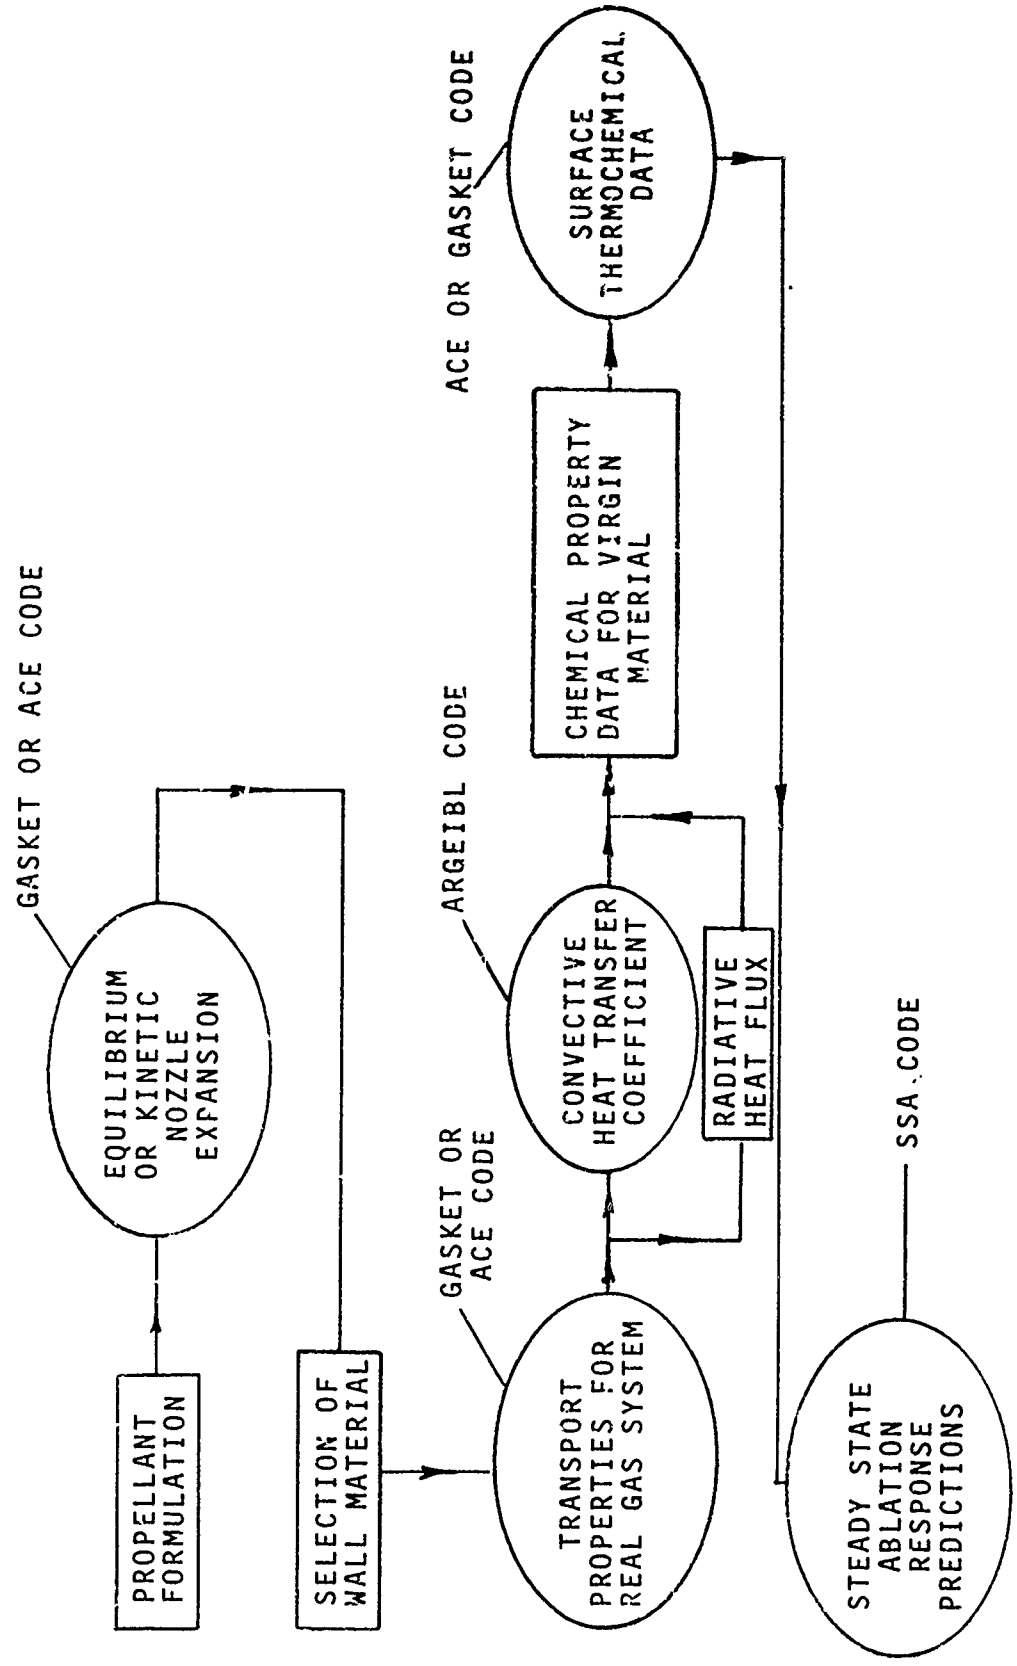 GASKET OR ACE CODE
PROPELLANT
FORMULATION
EQUILIBRIUM
OR KINETIC
NOZZLE
EXPANSION
SELECTION OF
WALL MATERIAL
GASKET OR
ACE CODE
ARGEIBL CODE
ACE OR GASKET CODE
TRANSPORT
PROPERTIES FOR
REAL GAS SYSTEM
CONVECTIVE
HEAT TRANSFER
COEFFICIENT
CHEMICAL PROPERTY
DATA FOR VIRGIN
MATERIAL
SURFACE
THERMOCHEMICAL
DATA
RADIATIVE
HEAT FLUX
STEADY STATE
ABLATION
RESPONSE
PREDICTIONS
SSA CODE